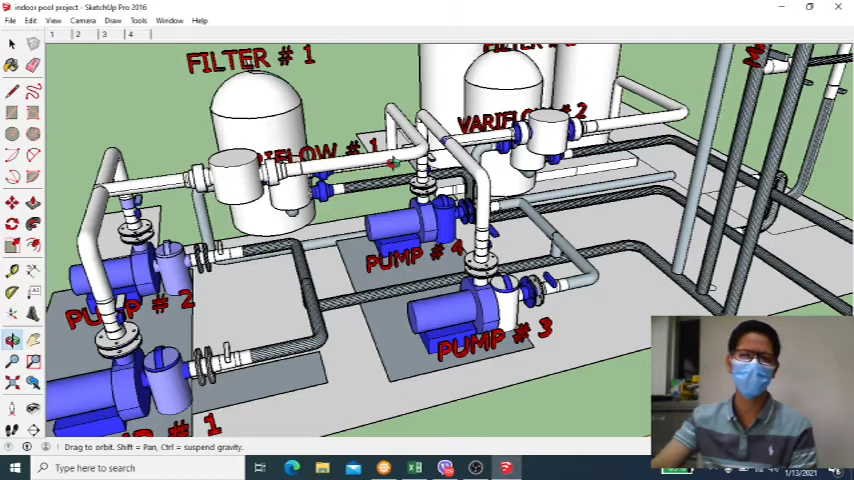 indoor pool project - SketchUp Pro 2016
File Edit View Camera Draw Tools Window Help
1 2 3 4
FILTER # 1
VARIFLOW # 2
PUMP # 4
PUMP # 2
PUMP # 3
PUMP # 1
Drag to orbit. Shift = Pan, Ctrl = suspend gravity.
Type here to search
1/13/2021